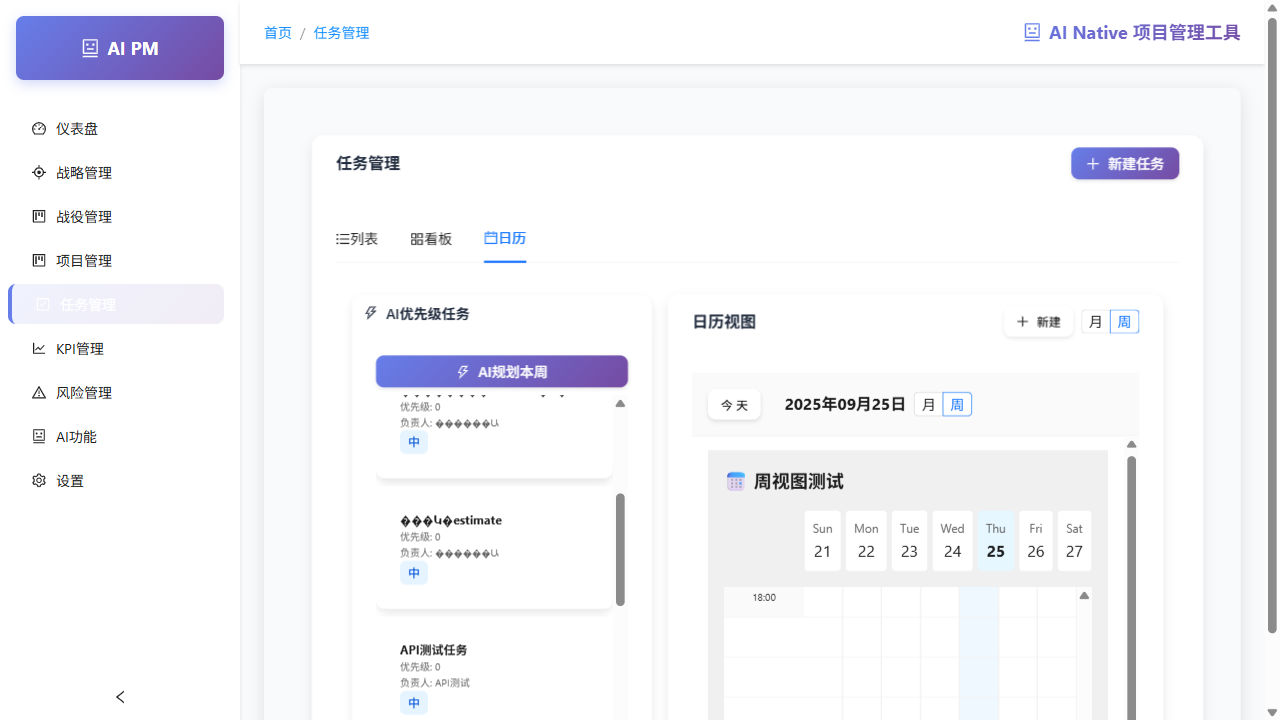 AI PM
首页 / 任务管理
AI Native 项目管理工具
仪表盘
战略管理
战役管理
项目管理
任务管理
KPI管理
风险管理
AI功能
设置
任务管理
新建任务
列表
看板
日历
AI优先级任务
AI规划本周
优先级: 0
负责人: ������Ա
中
���Կ�estimate
优先级: 0
负责人: ������Ա
中
API测试任务
优先级: 0
负责人: API测试
中
日历视图
新建
月
周
今天
2025年09月25日
月
周
周视图测试
Sun Mon Tue Wed Thu Fri Sat
21 22 23 24 25 26 27
18:00